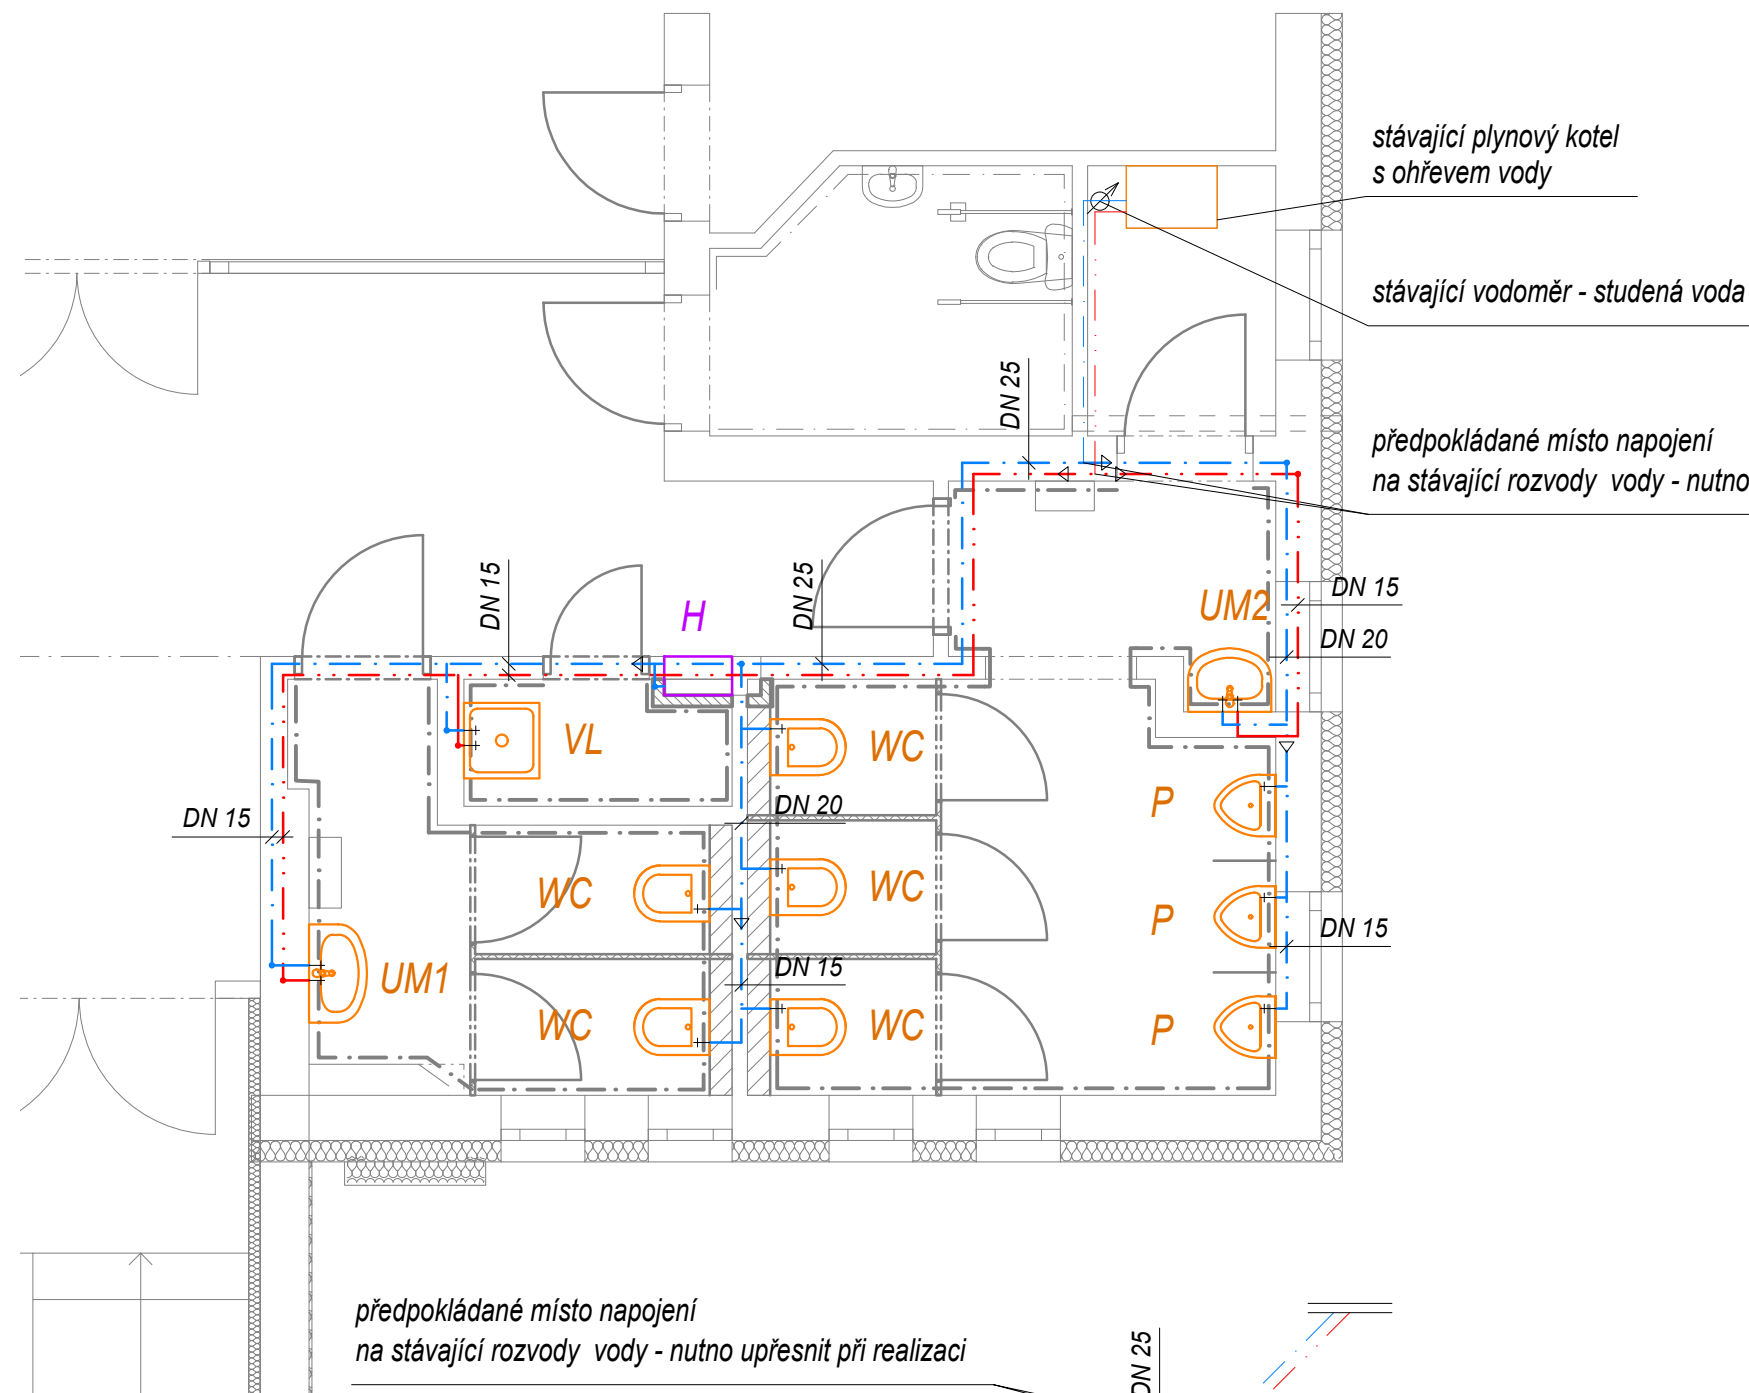 stávající plynový kotel
s ohřevem vody
stávající vodoměr - studená voda
DN 25
předpokládané místo napojení
na stávající rozvody vody - nutno
DN 15
H
DN 25
UM2
DN 15
DN 20
VL
WC
DN 15
DN 20
P
WC
WC
P
DN 15
UM1
DN 15
WC
WC
P
předpokládané místo napojení
na stávající rozvody vody - nutno upřesnit při realizaci
DN 25